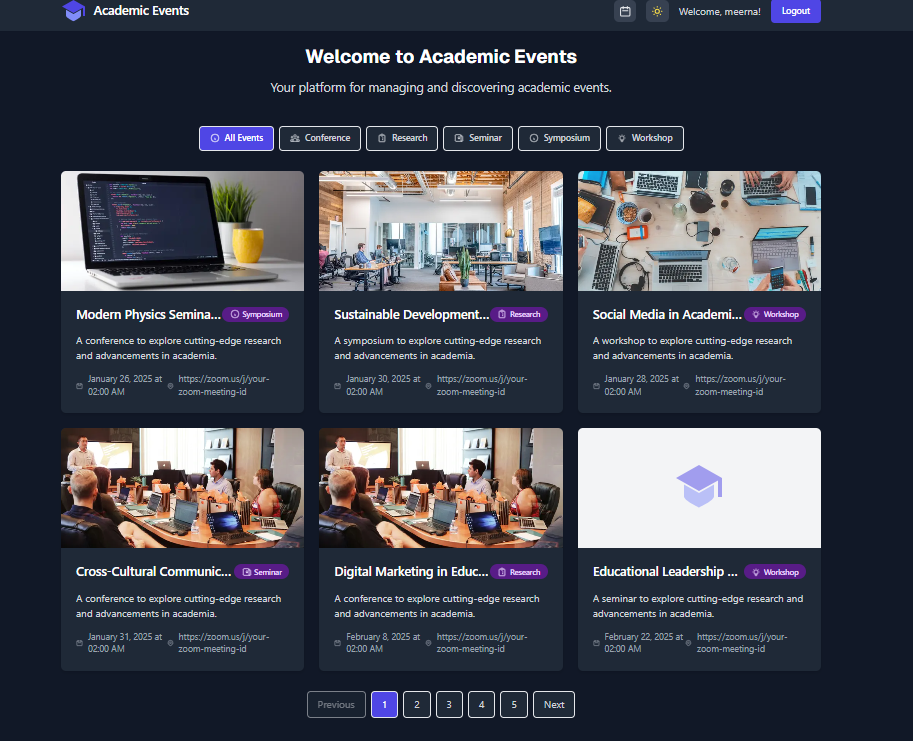 Academic Events
Welcome, meerna!
Logout
Welcome to Academic Events
Your platform for managing and discovering academic events.
All Events
Conference
Research
Seminar
Symposium
Workshop
Modern Physics Semina...
Symposium
A conference to explore cutting-edge research
and advancements in academia.
January 26, 2025 at
02:00 AM
https://zoom.us/j/your-
zoom-meeting-id
Sustainable Development...
Research
A symposium to explore cutting-edge research
and advancements in academia.
January 30, 2025 at
02:00 AM
https://zoom.us/j/your-
zoom-meeting-id
Social Media in Academi...
Workshop
A workshop to explore cutting-edge research
and advancements in academia.
January 28, 2025 at
02:00 AM
https://zoom.us/j/your-
zoom-meeting-id
Cross-Cultural Communic...
Seminar
A conference to explore cutting-edge research
and advancements in academia.
January 31, 2025 at
02:00 AM
https://zoom.us/j/your-
zoom-meeting-id
Digital Marketing in Educ...
Research
A conference to explore cutting-edge research
and advancements in academia.
February 8, 2025 at
02:00 AM
https://zoom.us/j/your-
zoom-meeting-id
Educational Leadership ...
Workshop
A seminar to explore cutting-edge research and
advancements in academia.
February 22, 2025 at
02:00 AM
https://zoom.us/j/your-
zoom-meeting-id
Previous
1
2
3
4
5
Next